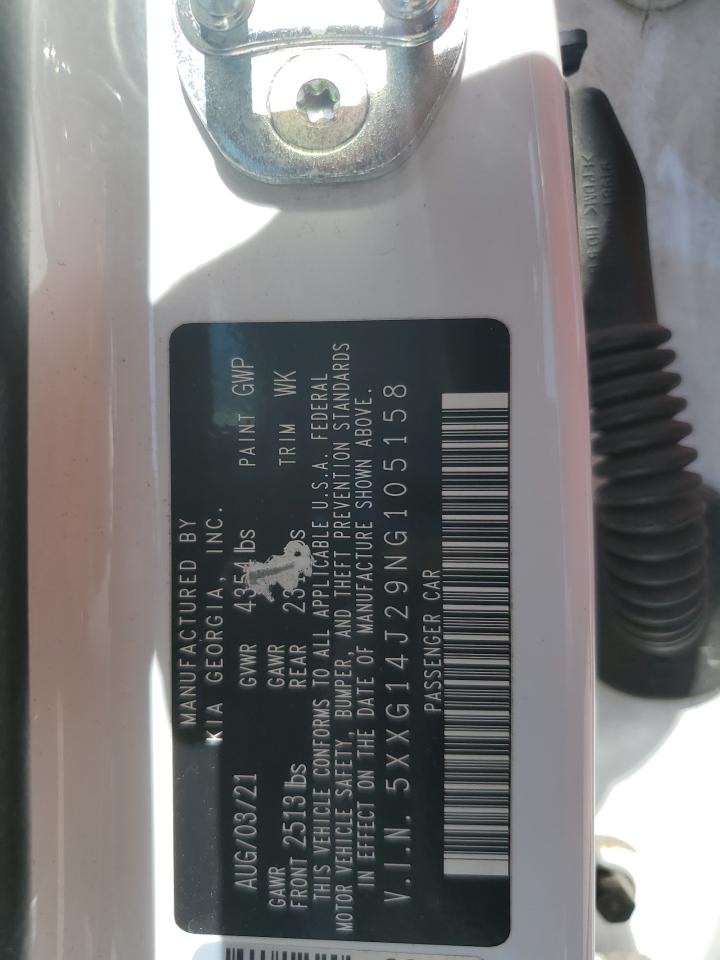 MANUFACTURED BY
KIA GEORGIA, INC.
AUG/03/21 GVWR 4354 lbs PAINT GWP
GAWR GAWR TRIM WK
FRONT 2513 lbs REAR
THIS VEHICLE CONFORMS TO ALL APPLICABLE U.S.A. FEDERAL
MOTOR VEHICLE SAFETY, BUMPER, AND THEFT PREVENTION STANDARDS
IN EFFECT ON THE DATE OF MANUFACTURE SHOWN ABOVE.
V.I.N. 5XXG14J29NG105158
PASSENGER CAR